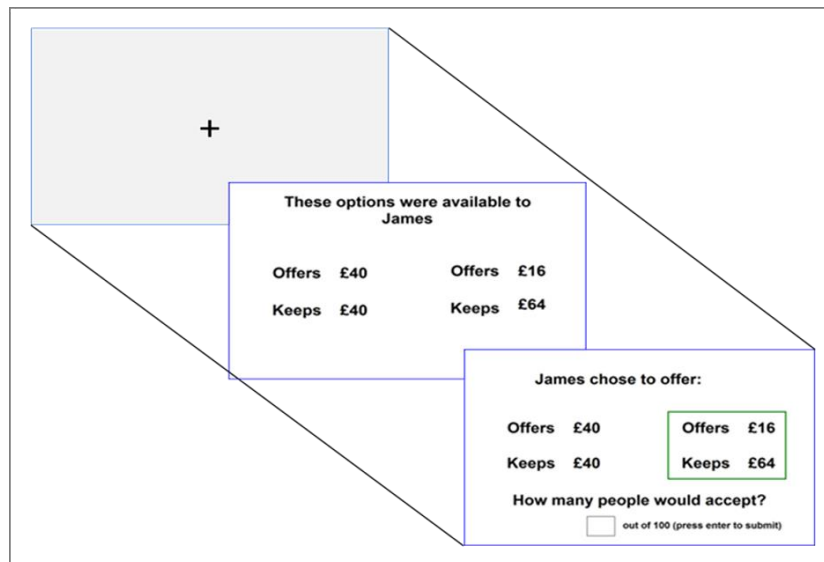 +
These options were available to
James
Offers £40 Offers £16
Keeps £40 Keeps £64
James chose to offer:
Offers £40 Offers £16
Keeps £40 Keeps £64
How many people would accept?
out of 100 (press enter to submit)